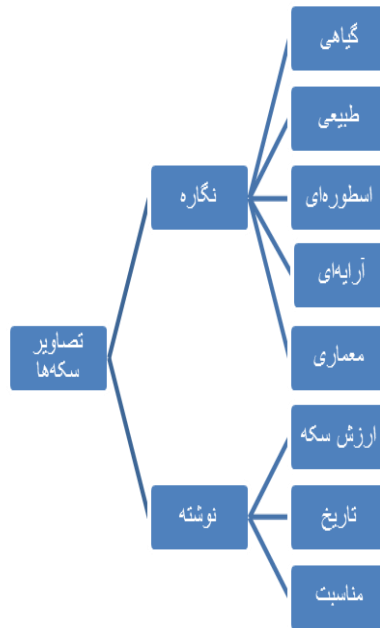 تصاویر
سکه‌ها
نگاره
گیاهی
طبیعی
اسطوره‌ای
آرایه‌ای
معماری
نوشته
ارزش سکه
تاریخ
مناسبت